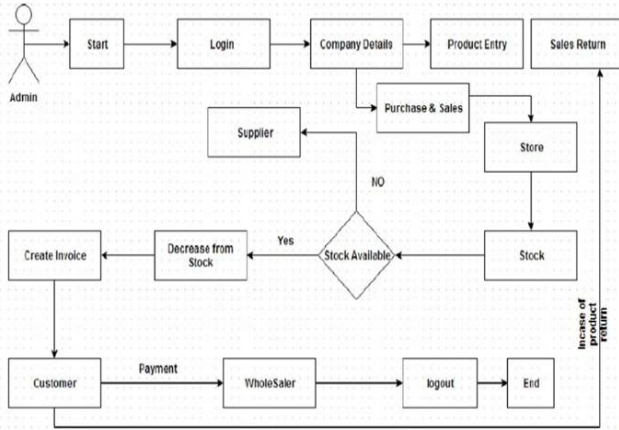 Start
Login
Company Details
Product Entry
Sales Return
Admin
Purchase & Sales
Supplier
Store
NO
Yes
Create Invoice
Decrease from
Stock
Stock Available
Stock
Incase of
product
return
Payment
Customer
WholeSaler
logout
End